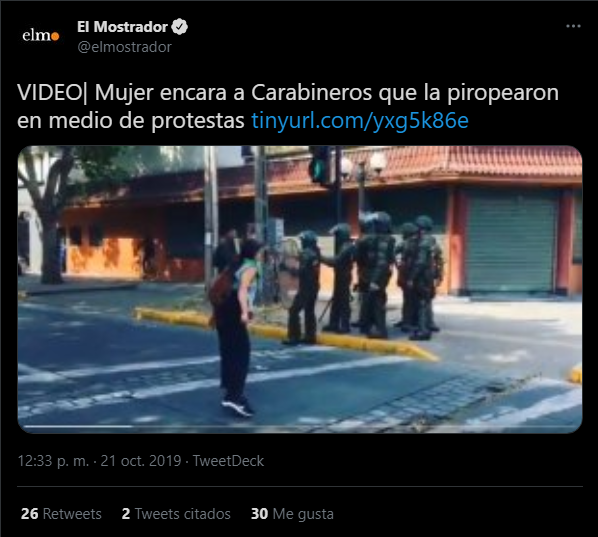 elmo
El Mostrador
@elmostrador
VIDEO| Mujer encara a Carabineros que la piropearon
en medio de protestas tinyurl.com/yxg5k86e
12:33 p. m. · 21 oct. 2019 · TweetDeck
26 Retweets 2 Tweets citados 30 Me gusta